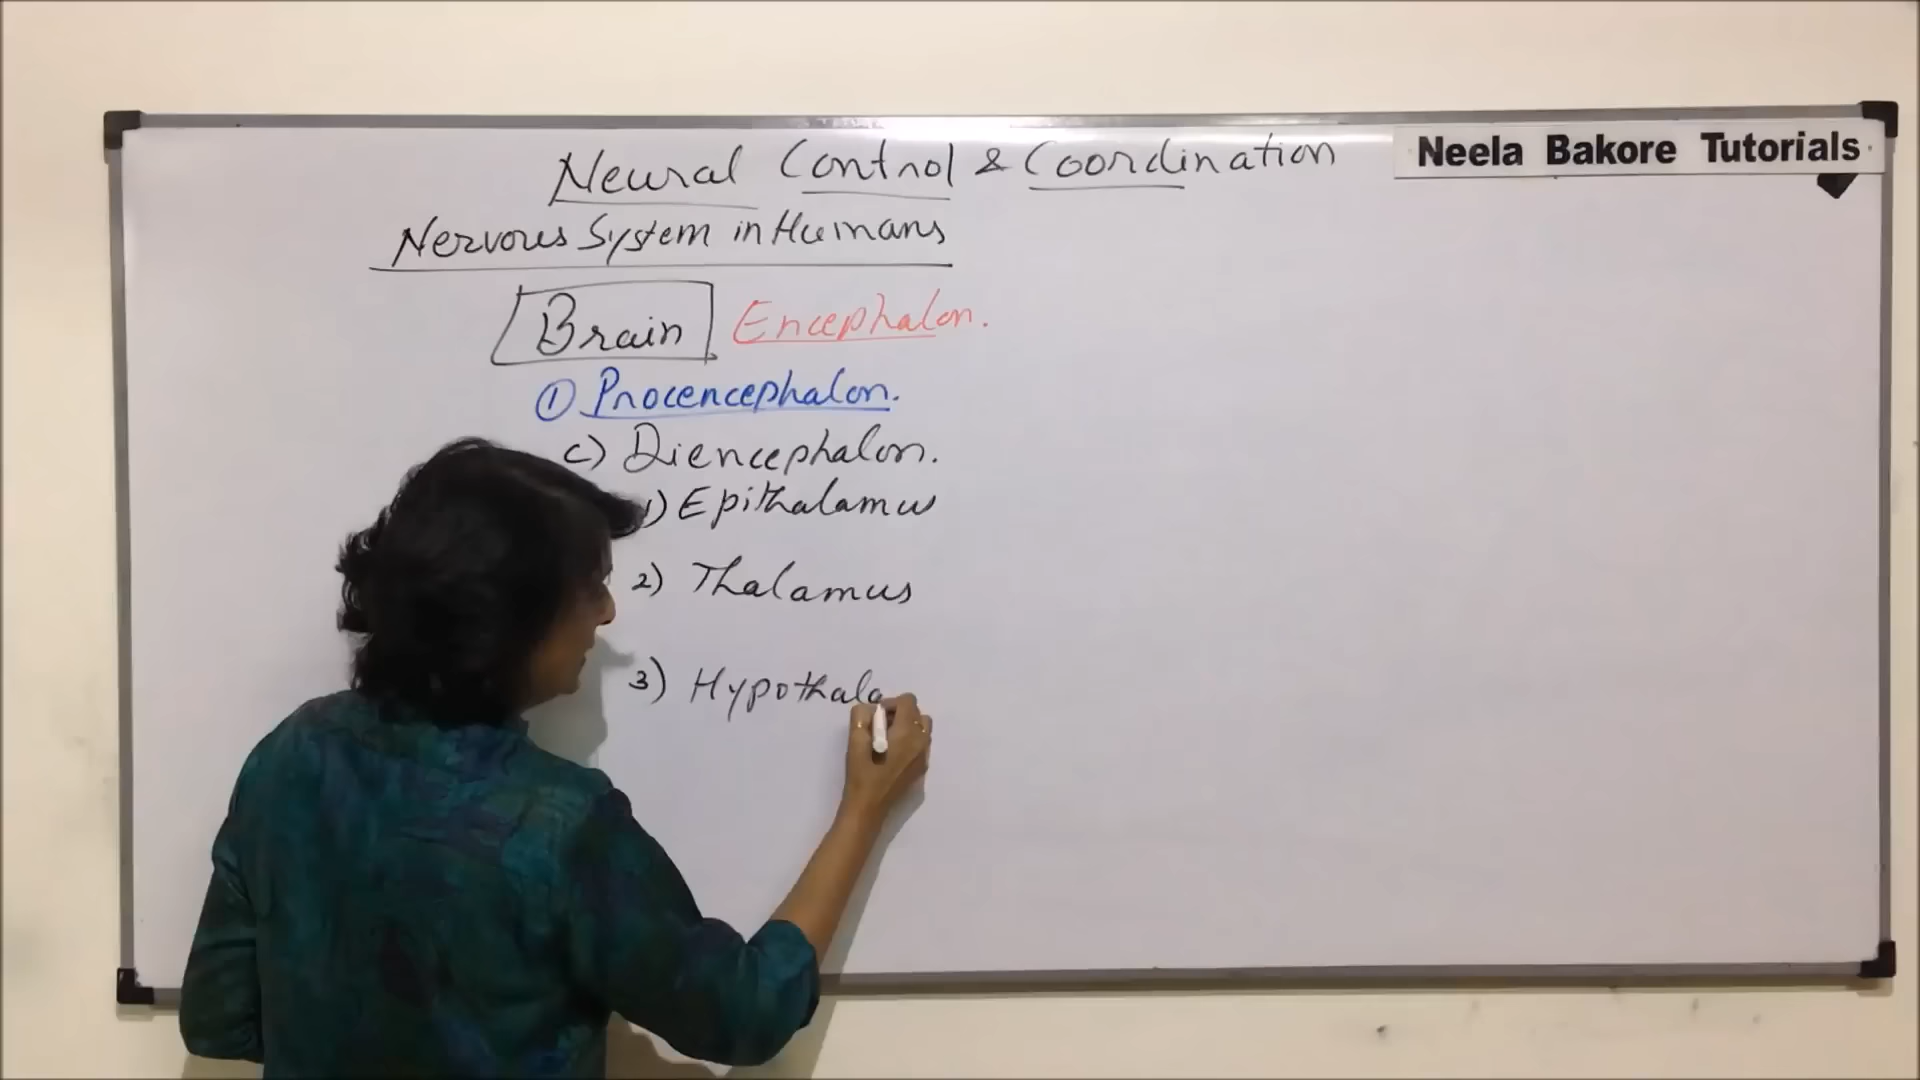 Neural Control & Coordination
Neela Bakore Tutorials
Nervous System in Humans
Brain Encephalon.
① Procencephalon.
c) Diencephalon.
1) Epithalamus
2) Thalamus
3) Hypothala